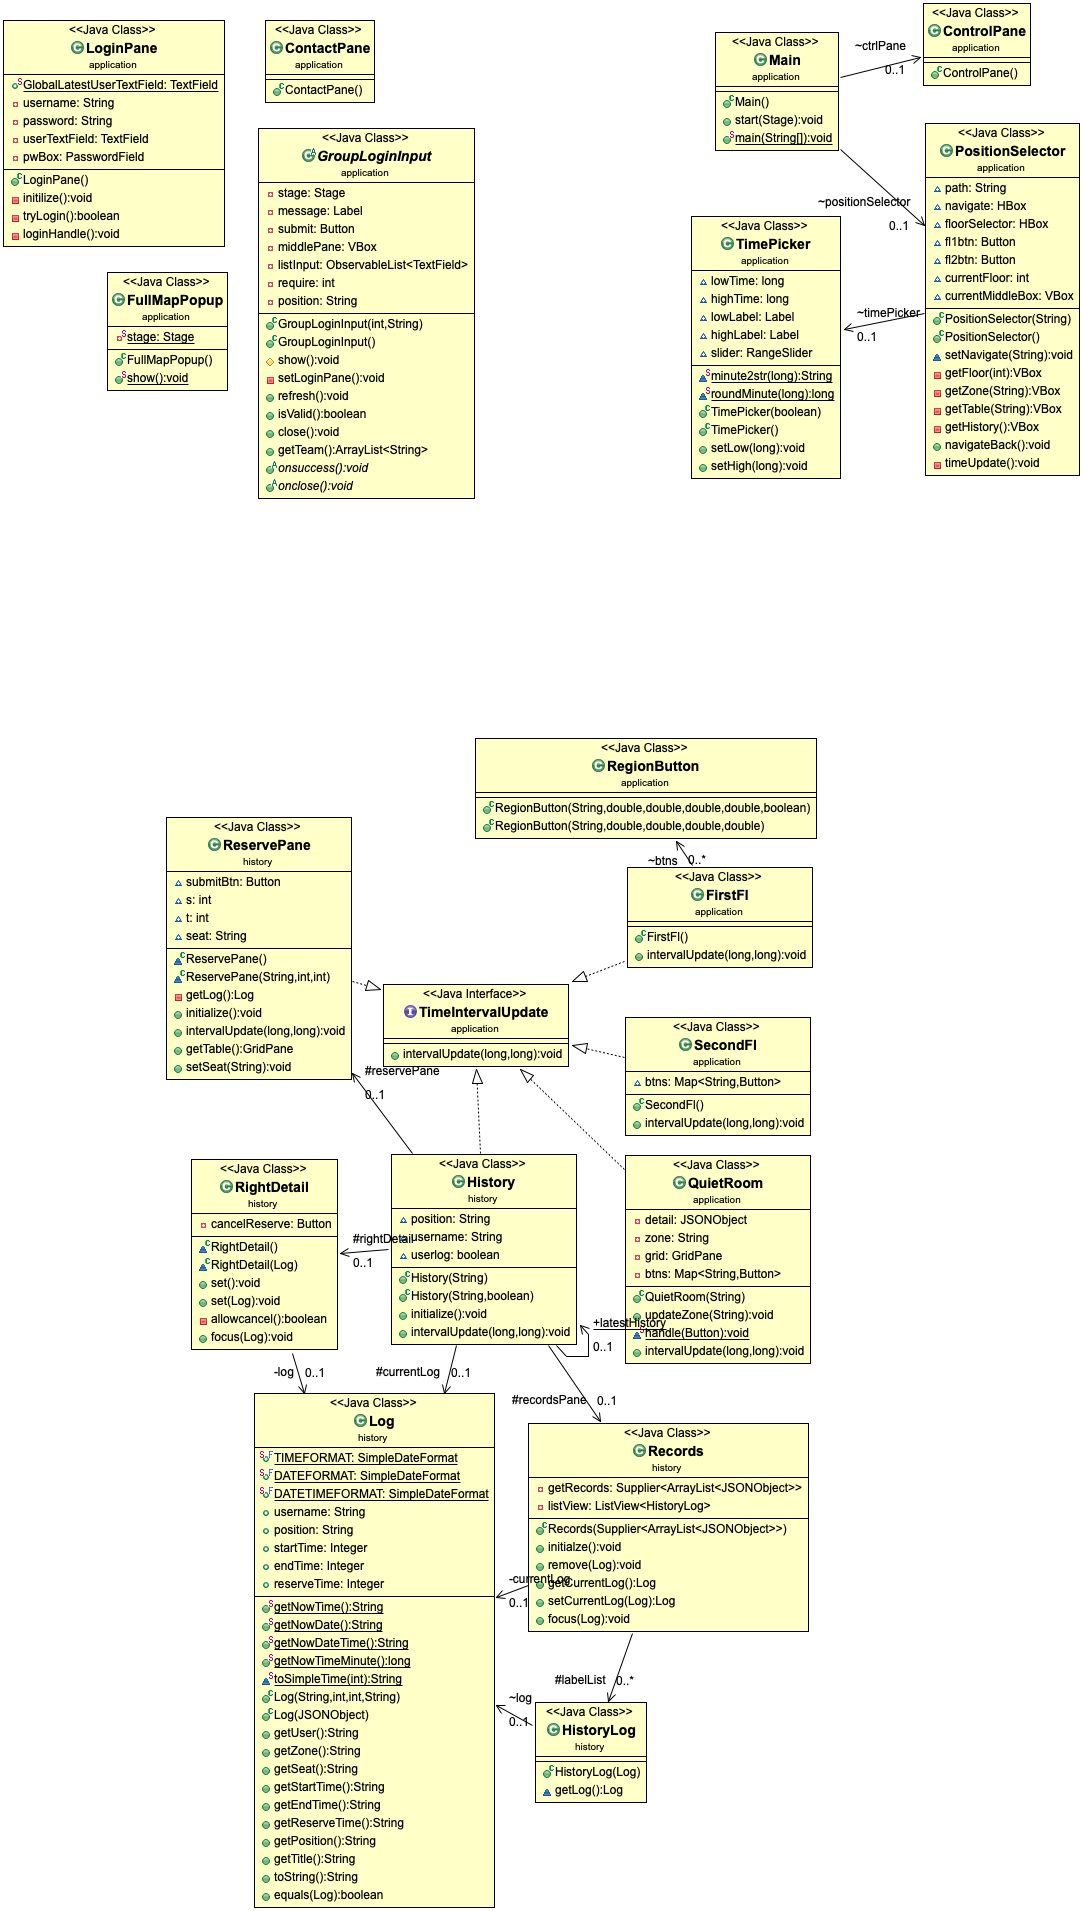 <<Java Class>>
LoginPane
application
GlobalLatestUserTextField: TextField
username: String
password: String
userTextField: TextField
pwBox: PasswordField
LoginPane()
initilize():void
tryLogin():boolean
loginHandle():void
<<Java Class>>
ContactPane
application
ContactPane()
<<Java Class>>
GroupLoginInput
application
stage: Stage
message: Label
submit: Button
middlePane: VBox
listInput: ObservableList<TextField>
require: int
position: String
GroupLoginInput(int,String)
GroupLoginInput()
show():void
setLoginPane():void
refresh():void
isValid():boolean
close():void
getTeam():ArrayList<String>
onsuccess():void
onclose():void
<<Java Class>>
FullMapPopup
application
stage: Stage
FullMapPopup()
show():void
<<Java Class>>
Main
application
Main()
start(Stage):void
main(String[]):void
~ctrlPane
0..1
<<Java Class>>
ControlPane
application
ControlPane()
~positionSelector
0..1
<<Java Class>>
PositionSelector
application
path: String
navigate: HBox
floorSelector: HBox
fl1btn: Button
fl2btn: Button
currentFloor: int
currentMiddleBox: VBox
PositionSelector(String)
PositionSelector()
setNavigate(String):void
getFloor(int):VBox
getZone(String):VBox
getTable(String):VBox
getHistory():VBox
navigateBack():void
timeUpdate():void
~timePicker
0..1
<<Java Class>>
TimePicker
application
lowTime: long
highTime: long
lowLabel: Label
highLabel: Label
slider: RangeSlider
minute2str(long):String
roundMinute(long):long
TimePicker(boolean)
TimePicker()
setLow(long):void
setHigh(long):void
<<Java Class>>
RegionButton
application
RegionButton(String,double,double,double,double,boolean)
RegionButton(String,double,double,double,double)
~btns
0..*
<<Java Class>>
FirstFl
application
FirstFl()
intervalUpdate(long,long):void
<<Java Class>>
ReservePane
history
submitBtn: Button
s: int
t: int
seat: String
ReservePane()
ReservePane(String,int,int)
getLog():Log
initialize():void
intervalUpdate(long,long):void
getTable():GridPane
setSeat(String):void
<<Java Interface>>
TimeIntervalUpdate
application
intervalUpdate(long,long):void
<<Java Class>>
SecondFl
application
btns: Map<String,Button>
SecondFl()
intervalUpdate(long,long):void
#reservePane
0..1
<<Java Class>>
RightDetail
history
cancelReserve: Button
RightDetail()
RightDetail(Log)
set():void
set(Log):void
allowcancel():boolean
focus(Log):void
#rightDetail
0..1
<<Java Class>>
History
history
position: String
username: String
userlog: boolean
History(String)
History(String,boolean)
initialize():void
intervalUpdate(long,long):void
+latestHistory
0..1
<<Java Class>>
QuietRoom
application
detail: JSONObject
zone: String
grid: GridPane
btns: Map<String,Button>
QuietRoom(String)
updateZone(String):void
handle(Button):void
intervalUpdate(long,long):void
-log
0..1
#currentLog
0..1
#recordsPane
0..1
<<Java Class>>
Log
history
TIMEFORMAT: SimpleDateFormat
DATEFORMAT: SimpleDateFormat
DATETIMEFORMAT: SimpleDateFormat
username: String
position: String
startTime: Integer
endTime: Integer
reserveTime: Integer
getNowTime():String
getNowDate():String
getNowDateTime():String
getNowTimeMinute():long
toSimpleTime(int):String
Log(String,int,int,String)
Log(JSONObject)
getUser():String
getZone():String
getSeat():String
getStartTime():String
getEndTime():String
getReserveTime():String
getPosition():String
getTitle():String
toString():String
equals(Log):boolean
<<Java Class>>
Records
history
getRecords: Supplier<ArrayList<JSONObject>>
listView: ListView<HistoryLog>
Records(Supplier<ArrayList<JSONObject>>)
initialze():void
remove(Log):void
getCurrentLog():Log
setCurrentLog(Log):Log
focus(Log):void
-currentLog
0..1
#labelList
0..*
~log
0..1
<<Java Class>>
HistoryLog
history
HistoryLog(Log)
getLog():Log